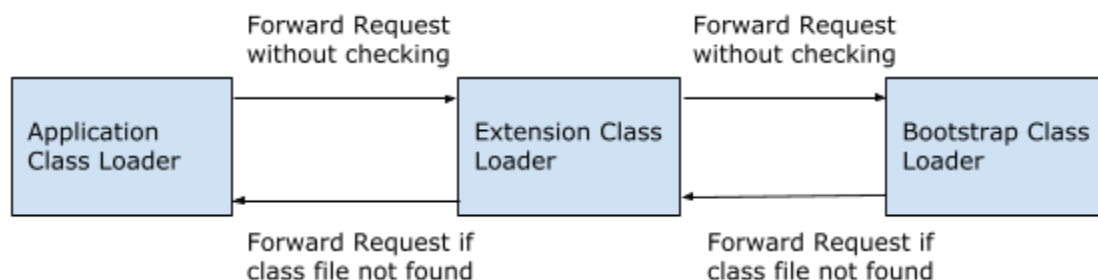 Forward Request
without checking
Forward Request
without checking
Application
Class Loader
Extension Class
Loader
Bootstrap Class
Loader
Forward Request if
class file not found
Forward Request if
class file not found